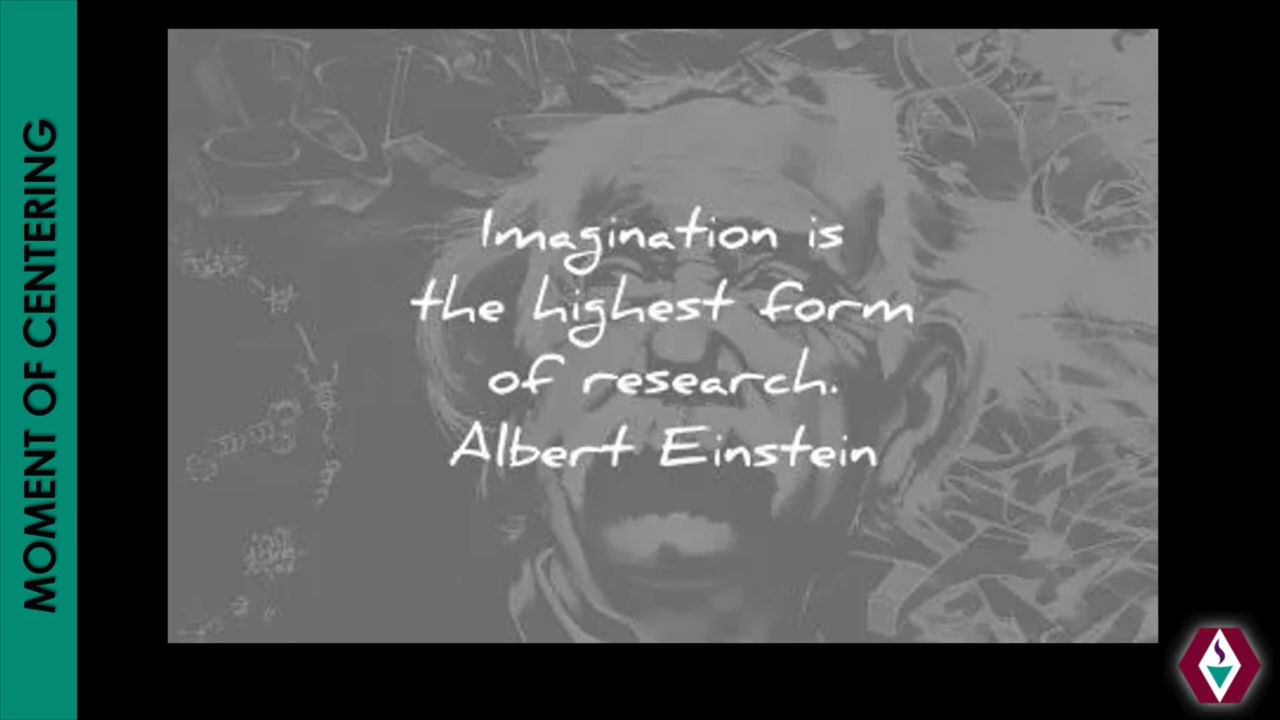 MOMENT OF CENTERING
Imagination is
the highest form
of research.
Albert Einstein